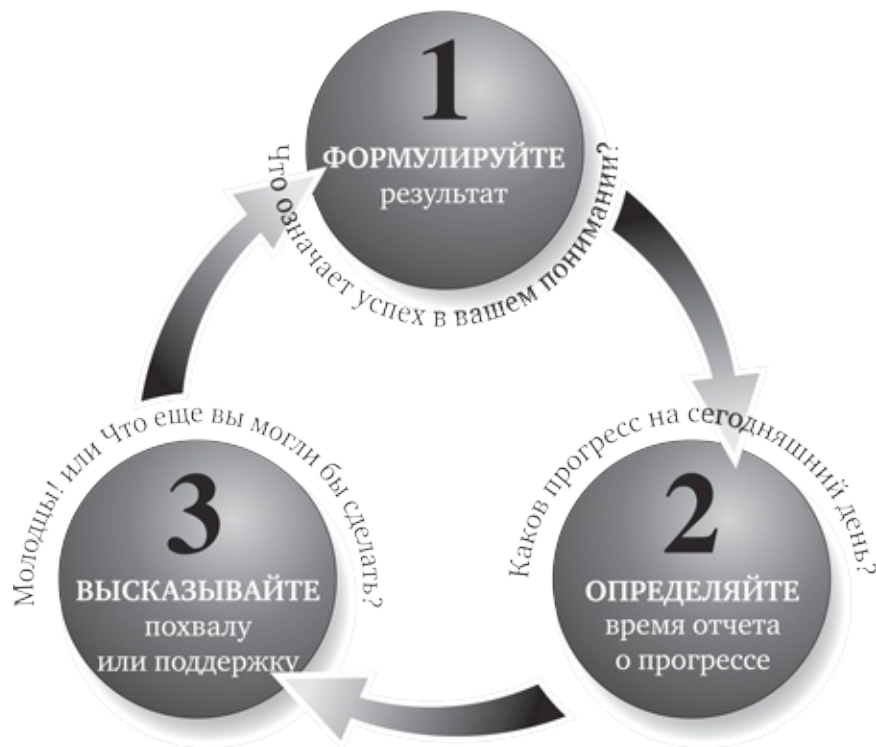 1
ФОРМУЛИРУЙТЕ
результат
Что означает успех в вашем понимании?
2
ОПРЕДЕЛЯЙТЕ
время отчета
о прогрессе
Каков прогресс на сегодняшний день?
3
ВЫСКАЗЫВАЙТЕ
похвалу
или поддержку
Молодцы! или Что еще вы могли бы сделать?